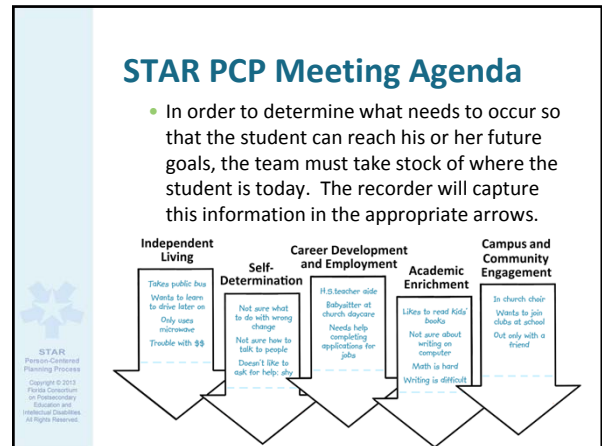 STAR PCP Meeting Agenda
• In order to determine what needs to occur so
that the student can reach his or her future
goals, the team must take stock of where the
student is today.  The recorder will capture
this information in the appropriate arrows.
Independent
Living
Takes public bus
Wants to learn
to drive later on
Only uses
microwave
Trouble with $$
Self-
Determination
Not sure what
to do with wrong
change
Not sure how to
talk to people
Doesn't like to
ask for help: shy
Career Development
and Employment
H.S. teacher aide
Babysitter at
church daycare
Needs help
completing
applications for
jobs
Academic
Enrichment
Likes to read kids'
books
Not sure about
writing on
computer
Math is hard
Writing is difficult
Campus and
Community
Engagement
In church choir
Wants to join
clubs at school
Out only with a
friend
STAR
Person-Centered
Planning Process
Copyright © 2013
Florida Consortium
on Postsecondary
Education and
Intellectual Disabilities.
All Rights Reserved.